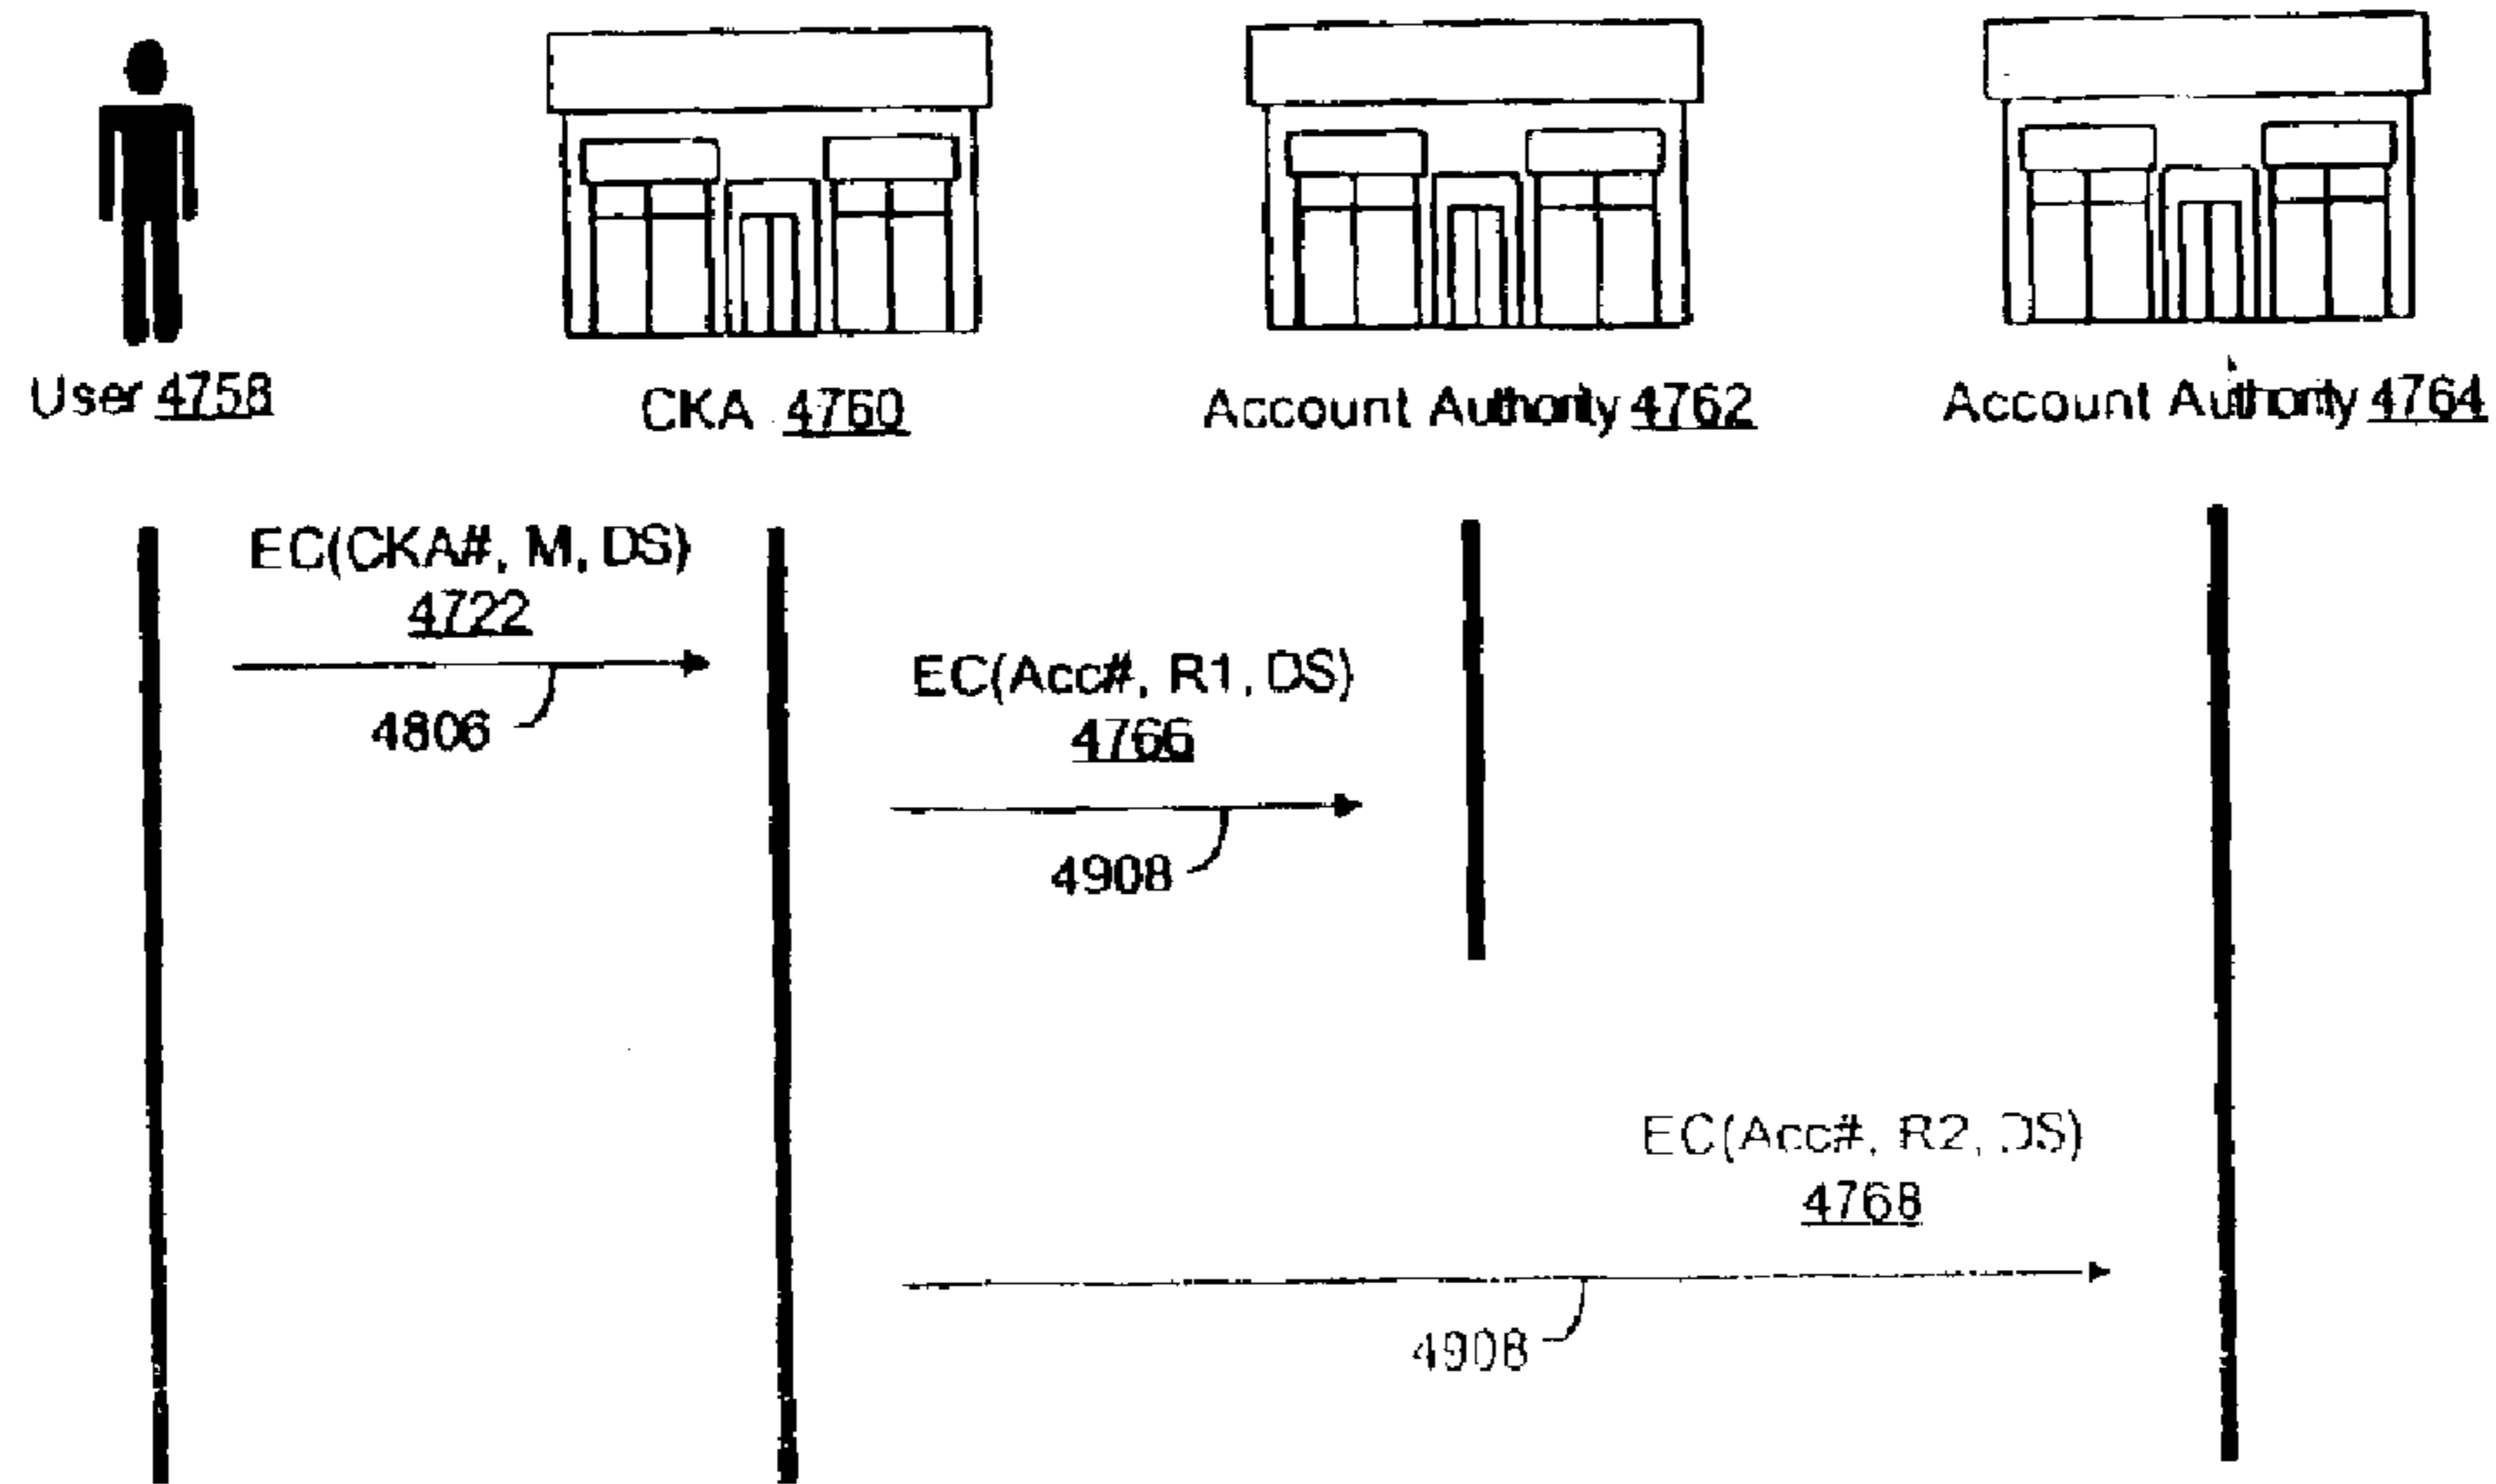 User 4758
CKA 4760
Account Authority 4762
Account Authority 4764
EC(CKA#, M, DS)
4722
4806
EC(Acc#, R1, DS)
4766
4908
EC(Acc#, R2, DS)
4768
4908